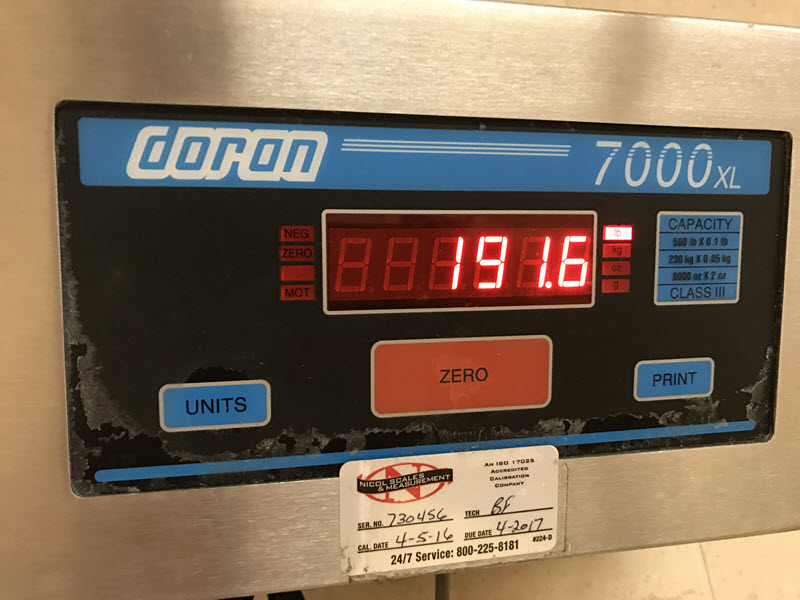 doran
7000 XL
NEG
ZERO
MOT
191.6
lb
kg
oz
g
CAPACITY
500 lb X 0.1 lb
230 kg X 0.05 kg
8000 oz X 2 oz
CLASS III
ZERO
UNITS
PRINT
NICOL SCALES
& MEASUREMENT
AN ISO 17025
ACCREDITED
CALIBRATION
COMPANY
SER. NO. 730456 TECH BF
CAL. DATE 4-5-16 DUE DATE 4-2017
#224-D
24/7 Service: 800-225-8181